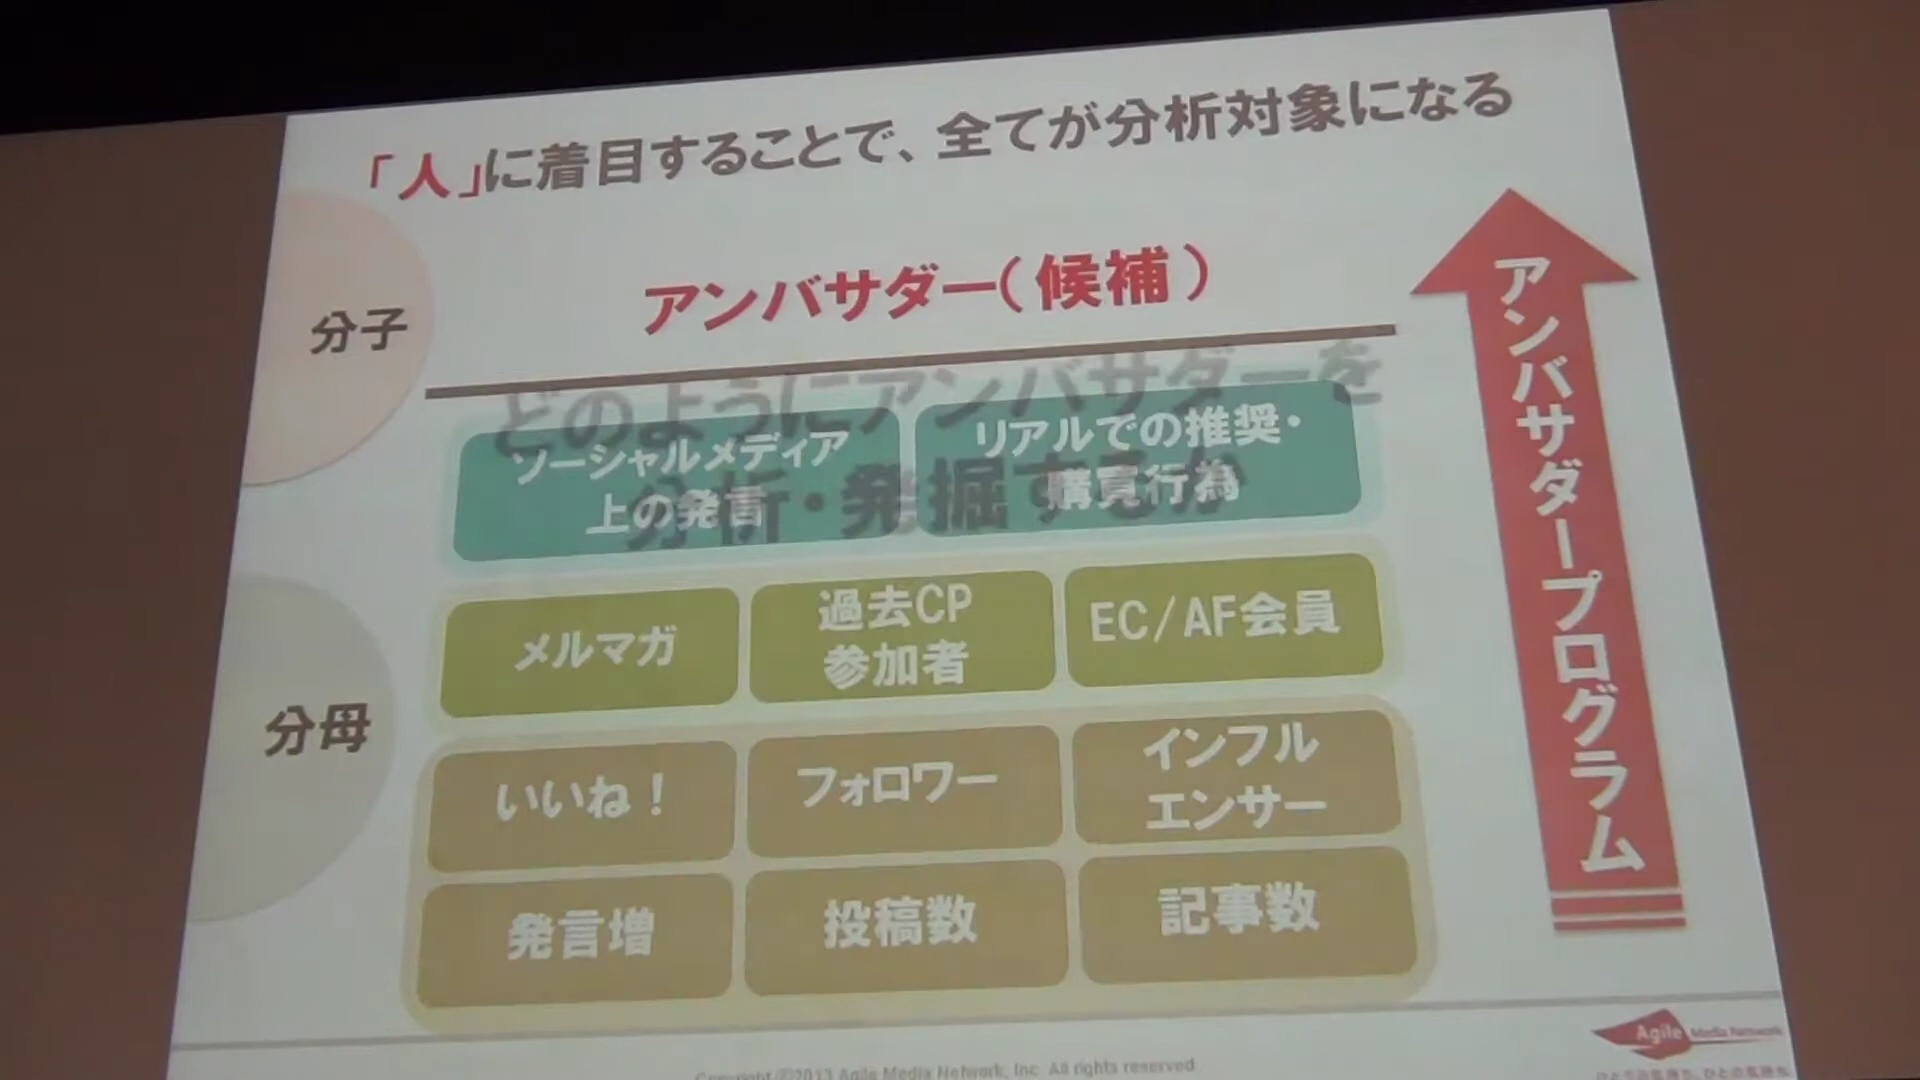 「人」に着目することで、全てが分析対象になる
分子
アンバサダー（候補）
どのようにアンバサダーを
分析・発掘するか
ソーシャルメディア
上の発言
リアルでの推奨・
購買行為
分母
メルマガ
過去CP
参加者
EC/AF会員
いいね！
フォロワー
インフル
エンサー
発言増
投稿数
記事数
アンバサダープログラム
Agile Media Network
Copyright ©2013 Agile Media Network, Inc. All rights reserved.